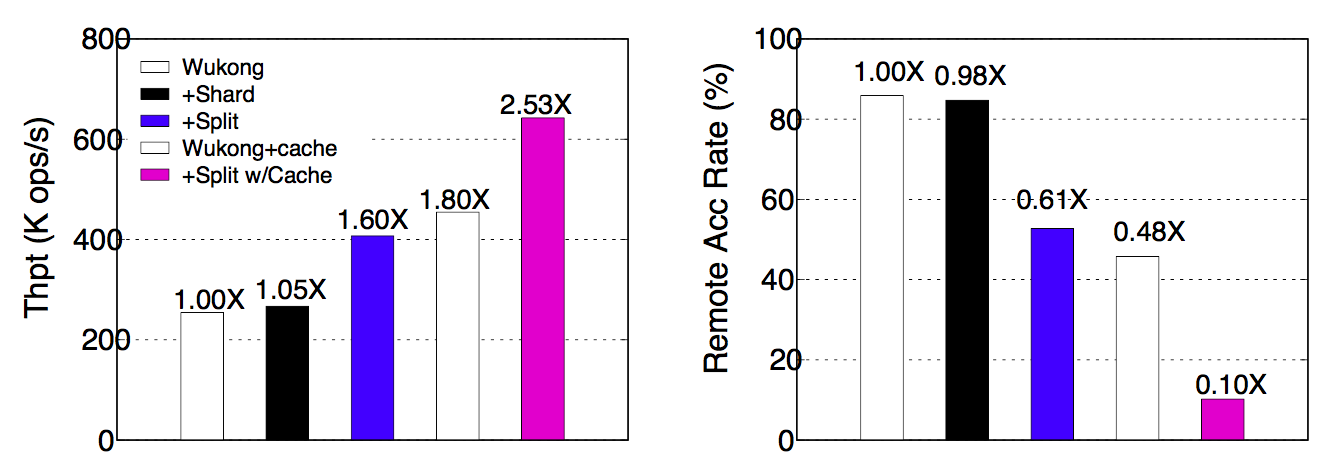 Thpt (K ops/s)
800
600
400
200
0
Wukong
+Shard
+Split
Wukong+cache
+Split w/Cache
1.00X
1.05X
1.60X
1.80X
2.53X
Remote Acc Rate (%)
100
80
60
40
20
0
1.00X
0.98X
0.61X
0.48X
0.10X